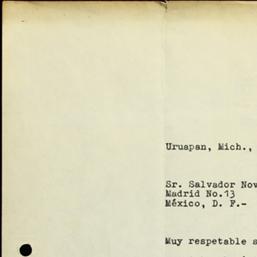 Uruapan, Mich.,
Sr. Salvador Nov
Madrid No.13
México, D. F.-
Muy respetable s